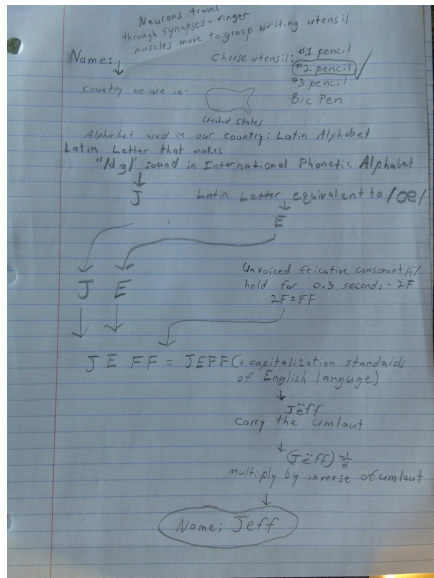 Neurons travel
through synapses - finger
muscles move to grasp writing utensil
Name:
Choose utensil: #1 pencil
#2 pencil
#3 pencil
Bic Pen
Country we are in:
United States
Alphabet used in our country: Latin Alphabet
Latin Letter that makes
"/dʒ/" sound in International Phonetic Alphabet
J
Latin Letter equivalent to /oe/
E
J E
Unvoiced fricative consonant
hold for 0.3 seconds - 2F
2F = FF
J E FF = JEFF ( capitalization standards
of English languge)
Jëff
Carry the umlaut
(Jëff)
multiply by inverse of umlaut
Name; Jeff